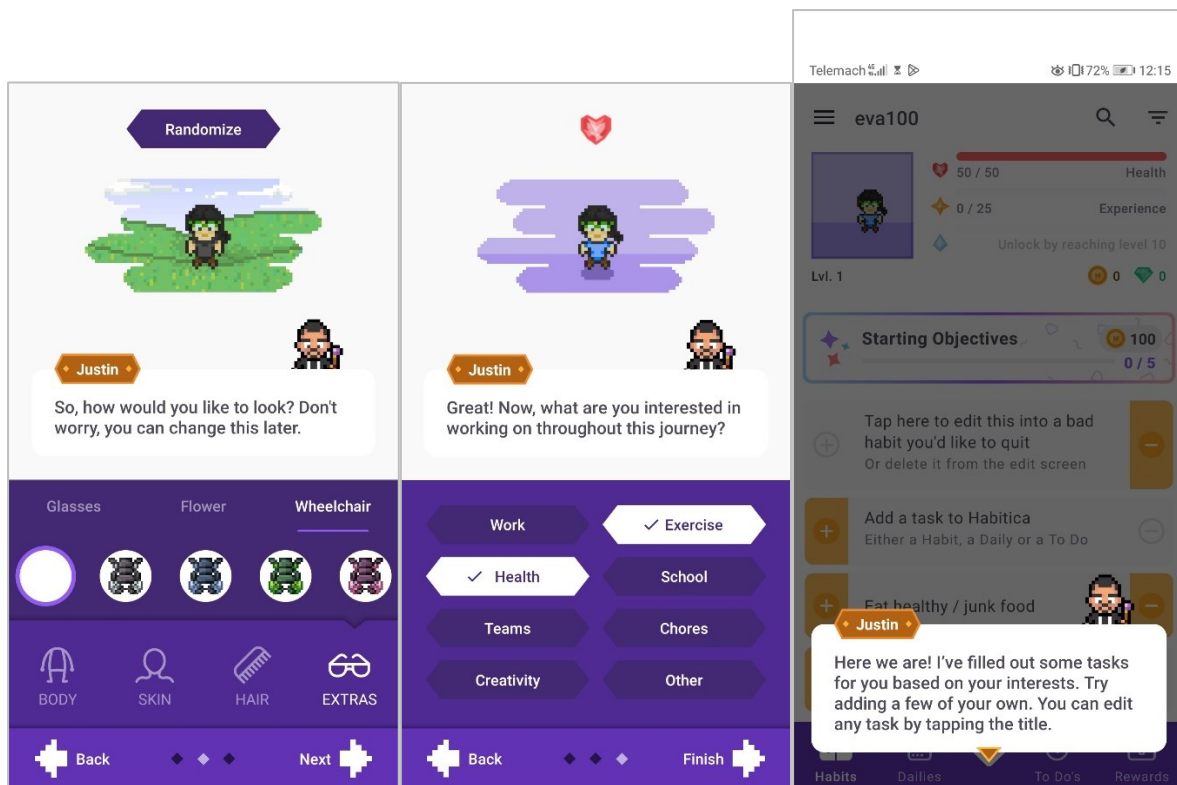 Randomize
Justin
So, how would you like to look? Don't
worry, you can change this later.
Glasses
Flower
Wheelchair
BODY
SKIN
HAIR
EXTRAS
Back
Next
Justin
Great! Now, what are you interested in
working on throughout this journey?
Work
Exercise
Health
School
Teams
Chores
Creativity
Other
Back
Finish
Telemach 4G 72% 12:15
eva100
50 / 50 Health
0 / 25 Experience
Unlock by reaching level 10
Lvl. 1
0 0
Starting Objectives 100
0 / 5
Tap here to edit this into a bad
habit you'd like to quit
Or delete it from the edit screen
Add a task to Habitica
Either a Habit, a Daily or a To Do
Eat healthy / junk food
Justin
Here we are! I've filled out some tasks
for you based on your interests. Try
adding a few of your own. You can edit
any task by tapping the title.
Habits
Dailies
To Do's
Rewards